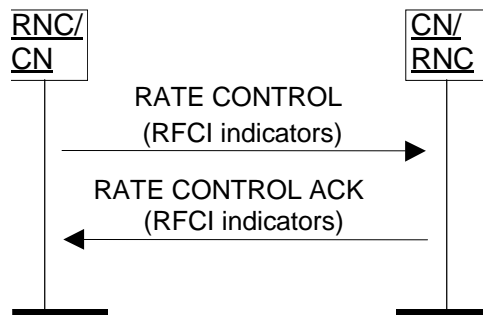 RNC/
CN
CN/
RNC
RATE CONTROL
(RFCI indicators)
RATE CONTROL ACK
(RFCI indicators)